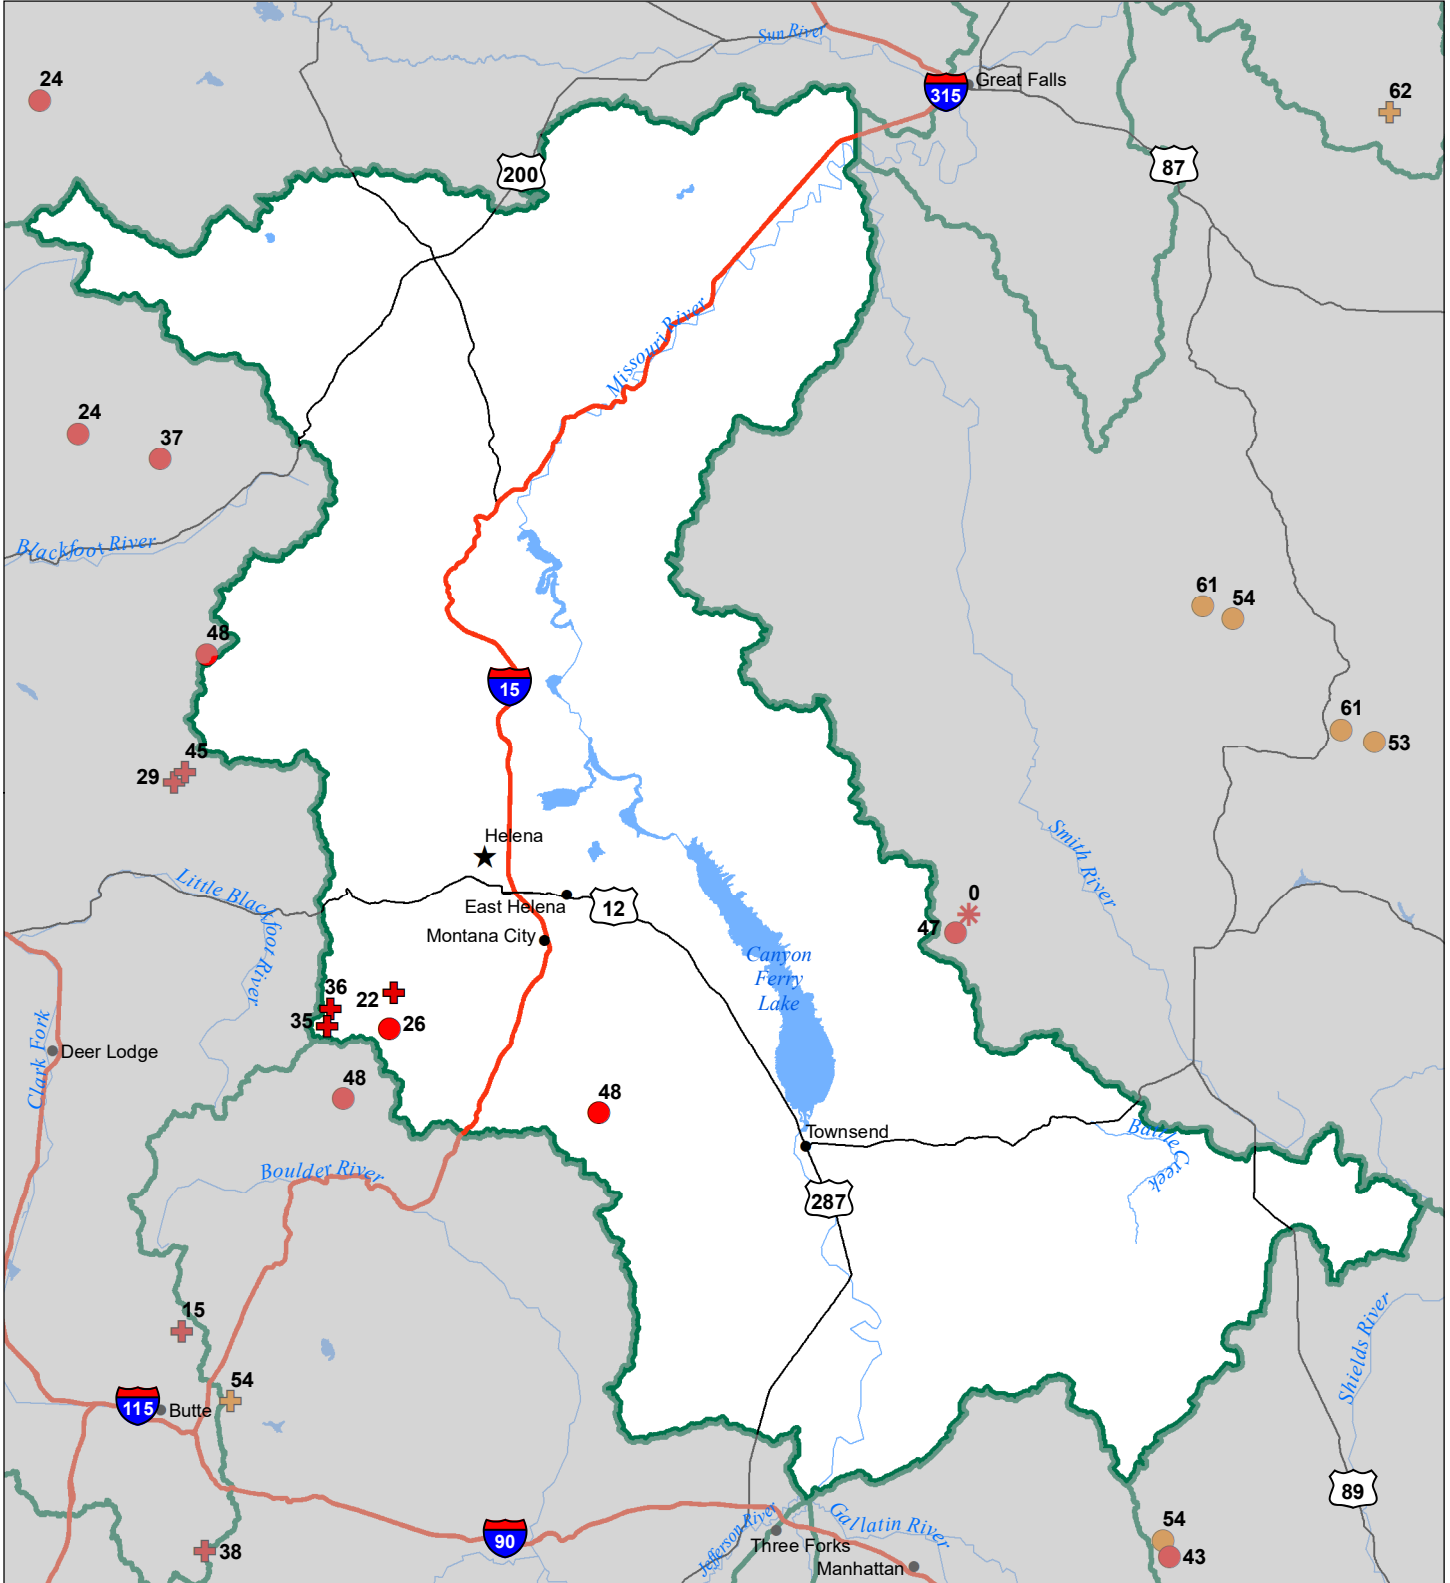 Sun River
24
Great Falls
315
62
87
200
Missouri River
24
37
Blackfoot River
61
54
48
15
61
53
45
29
Helena
Smith River
Little Blackfoot River
0
East Helena
12
47
Montana City
Canyon
Ferry
Lake
36
22
35
26
Clark Fork
Deer Lodge
48
48
Townsend
Battle Creek
Boulder River
287
15
Shields River
54
115
Butte
89
54
Jefferson River
Gallatin River
90
Three Forks
38
43
Manhattan